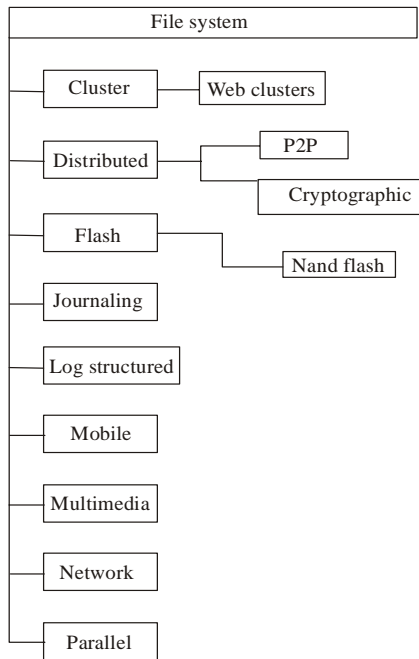 File system
Cluster
Web clusters
Distributed
P2P
Cryptographic
Flash
Nand flash
Journaling
Log structured
Mobile
Multimedia
Network
Parallel